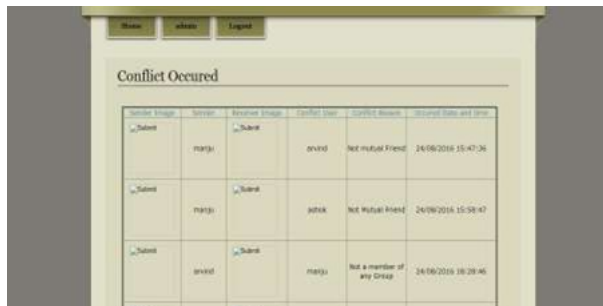 Home admin Logout
Conflict Occured
Sender Image Sender Receiver Image Conflict User Conflict Reason Occured Date and time
Submit manju Submit arvind Not mutual Friend 24/08/2016 15:47:36
Submit manju Submit ashok Not Mutual Friend 24/08/2016 15:59:47
Submit arvind Submit manju Not a member of
any Group 24/08/2016 16:28:46